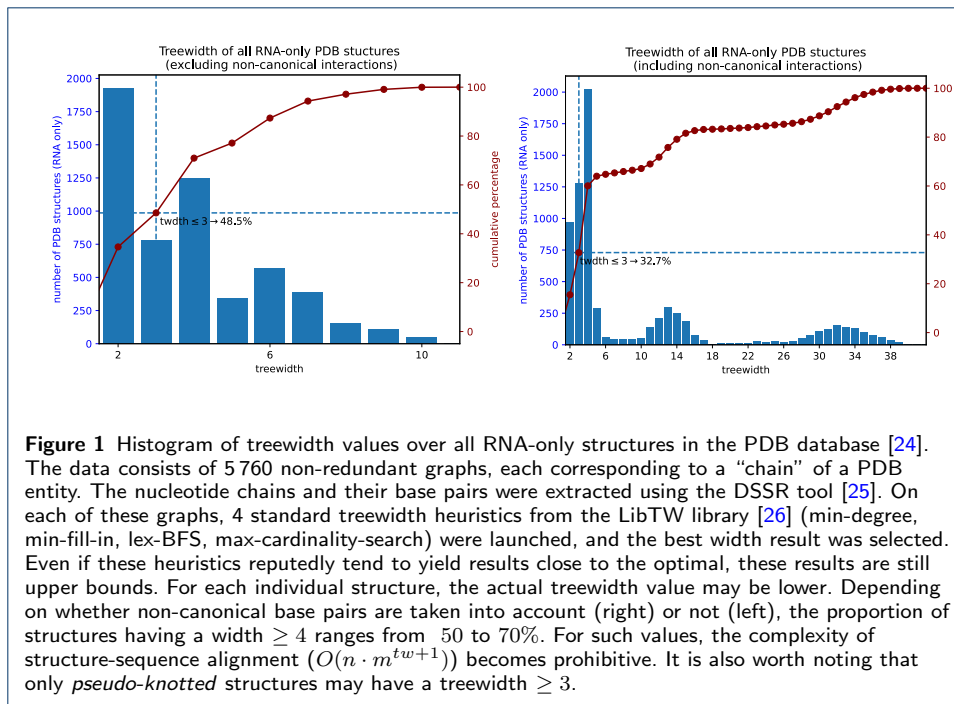 Treewidth of all RNA-only PDB stuctures
(excluding non-canonical interactions)
2000
1750
1500
1250
1000
750
500
250
0
number of PDB structures (RNA only)
twdth ≤ 3 → 48.5%
100
80
60
40
20
0
cumulative percentage
2
6
10
treewidth
Treewidth of all RNA-only PDB stuctures
(including non-canonical interactions)
2000
1750
1500
1250
1000
750
500
250
0
number of PDB structures (RNA only)
twdth ≤ 3 → 32.7%
100
80
60
40
20
0
cumulative percentage
2
6
10
14
18
22
26
30
34
38
treewidth
Figure 1 Histogram of treewidth values over all RNA-only structures in the PDB database [24].
The data consists of 5 760 non-redundant graphs, each corresponding to a “chain” of a PDB
entity. The nucleotide chains and their base pairs were extracted using the DSSR tool [25]. On
each of these graphs, 4 standard treewidth heuristics from the LibTW library [26] (min-degree,
min-fill-in, lex-BFS, max-cardinality-search) were launched, and the best width result was selected.
Even if these heuristics reputedly tend to yield results close to the optimal, these results are still
upper bounds. For each individual structure, the actual treewidth value may be lower. Depending
on whether non-canonical base pairs are taken into account (right) or not (left), the proportion of
structures having a width ≥ 4 ranges from 50 to 70%. For such values, the complexity of
structure-sequence alignment (O(n · m^{tw+1})) becomes prohibitive. It is also worth noting that
only pseudo-knotted structures may have a treewidth ≥ 3.